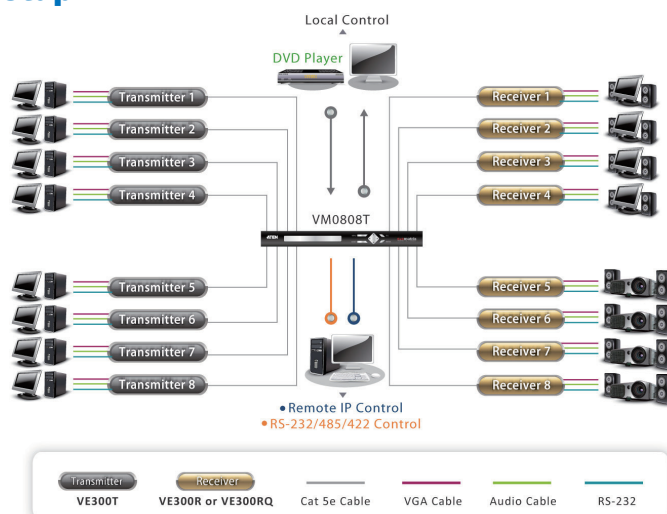 Local Control
DVD Player
Transmitter 1
Transmitter 2
Transmitter 3
Transmitter 4
Receiver 1
Receiver 2
Receiver 3
Receiver 4
VM0808T
ATEN
Transmitter 5
Transmitter 6
Transmitter 7
Transmitter 8
Receiver 5
Receiver 6
Receiver 7
Receiver 8
• Remote IP Control
• RS-232/485/422 Control
Transmitter
VE300T
Receiver
VE300R or VE300RQ
Cat 5e Cable
VGA Cable
Audio Cable
RS-232